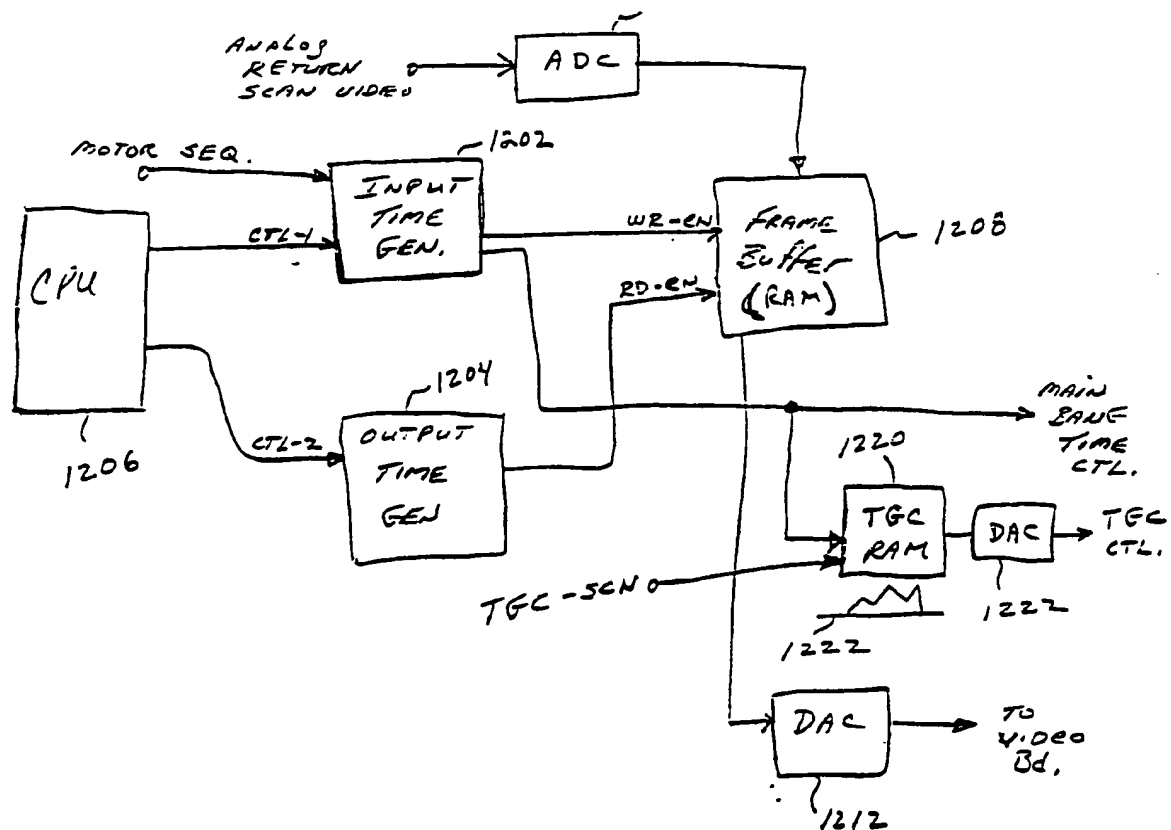 ANALOG
RETURN
SCAN VIDEO
ADC
MOTOR SEQ.
1202
INPUT
TIME
GEN.
CTL-1
CPU
1206
WR-EN
RD-EN
FRAME
BUFFER
(RAM)
1208
1204
OUTPUT
TIME
GEN
CTL-2
MAIN
BANE
TIME
CTL.
1220
TGC
RAM
DAC
TGC
CTL.
1222
TGC-SCN
1222
DAC
1212
TO
VIDEO
Bd.